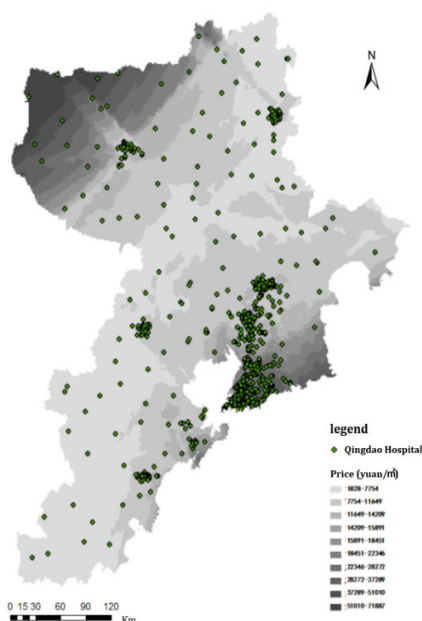 N
legend
Qingdao Hospital
Price (yuan/㎡)
1828-7754
7754-11649
11649-14209
14209-15891
15891-18451
18451-22346
22346-28272
28272-37289
37289-51010
51010-71887
0 15 30 60 90 120
Km